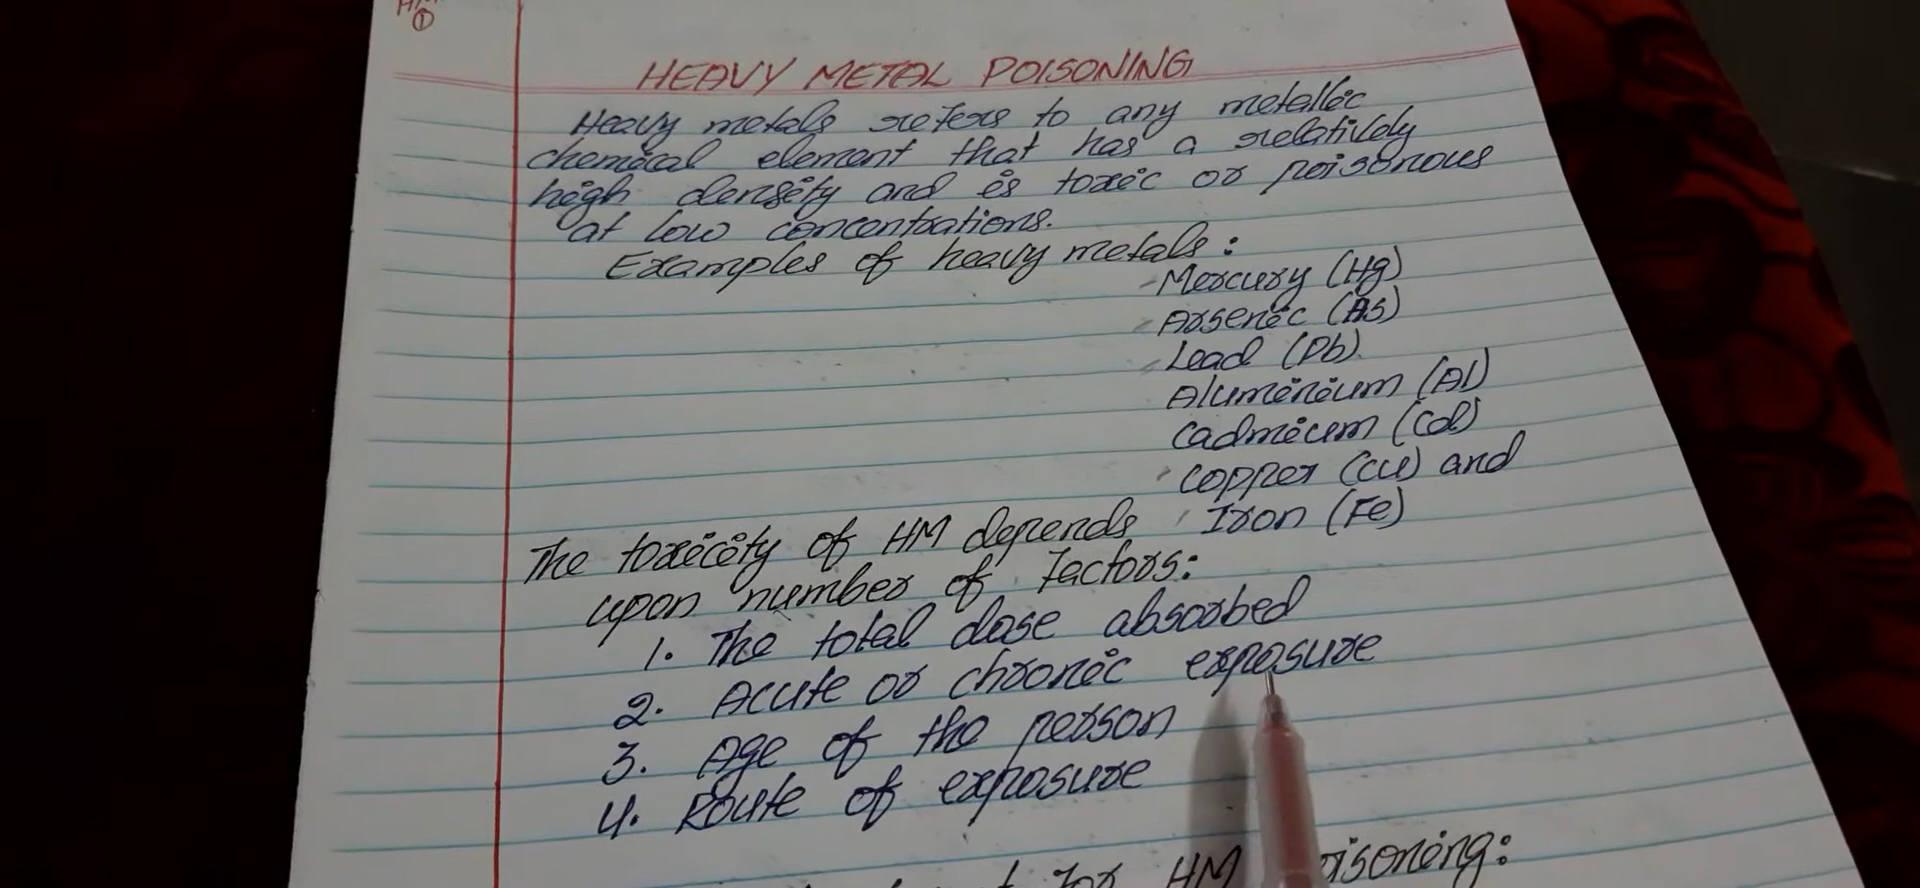 ①
HEAVY METAL POISONING
Heavy metals refers to any metallic
chemical element that has a relatively
high density and is toxic or poisonous
at low concentrations.
Examples of heavy metals:
- Mercury (Hg)
Arsenic (As)
Lead (Pb).
Aluminium (Al)
Cadmium (Cd)
Copper (Cu) and
Iron (Fe)
The toxicity of HM depends
upon number of factors:
1. The total dose absorbed
2. Acute or chronic exposure
3. Age of the person
4. Route of exposure
for HM